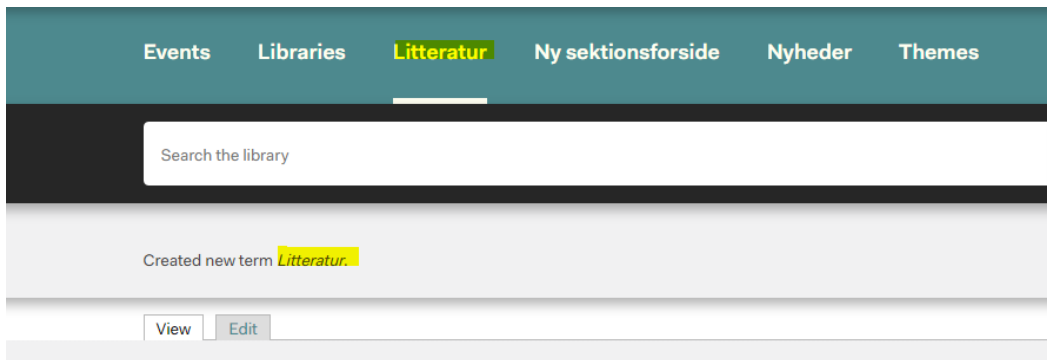 Events Libraries Litteratur Ny sektionsforside Nyheder Themes
Search the library
Created new term Litteratur.
View Edit